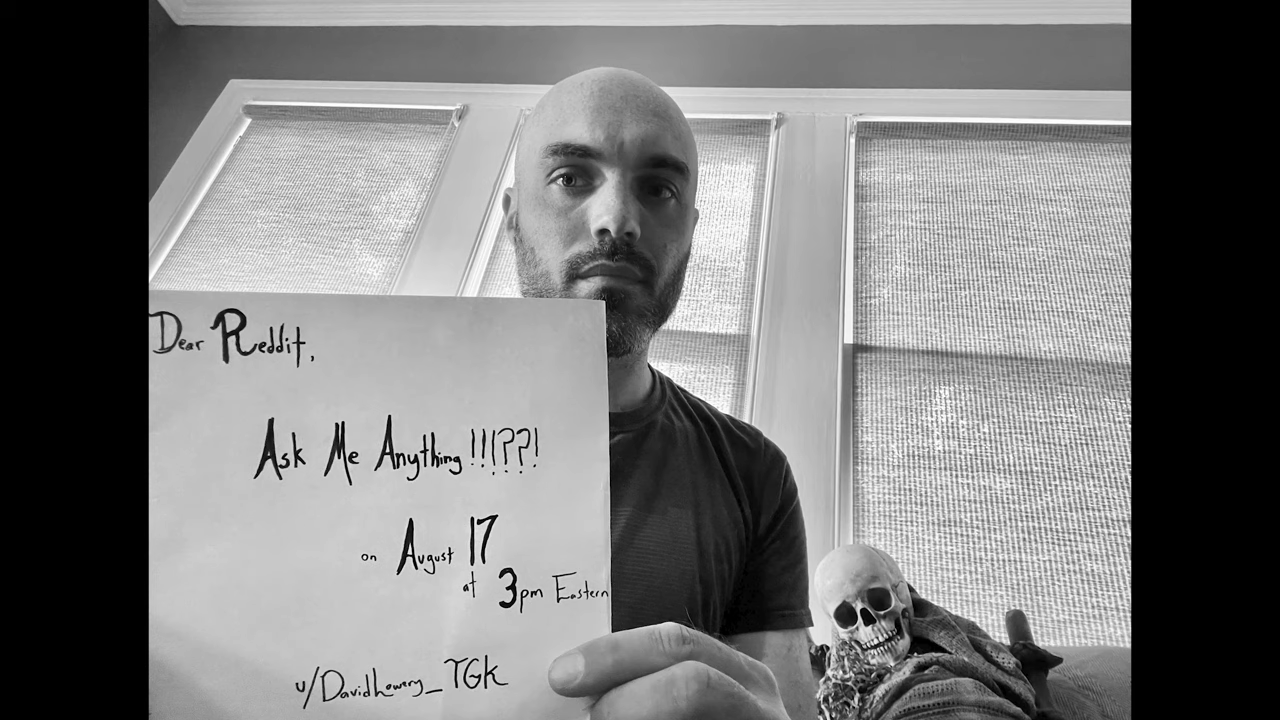 Dear Reddit,
Ask Me Anything!!!??!
on August 17
at 3pm Eastern
u/DavidLowery_TGK